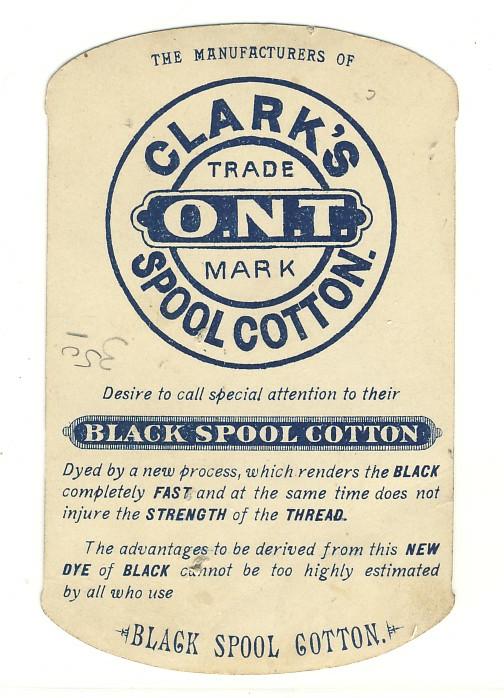 THE MANUFACTURERS OF
CLARK'S
TRADE
O.N.T.
MARK
SPOOL COTTON.
35c
Desire to call special attention to their
BLACK SPOOL COTTON
Dyed by a new process, which renders the BLACK
completely FAST and at the same time does not
injure the STRENGTH of the THREAD.
The advantages to be derived from this NEW
DYE of BLACK cannot be too highly estimated
by all who use
BLACK SPOOL COTTON.